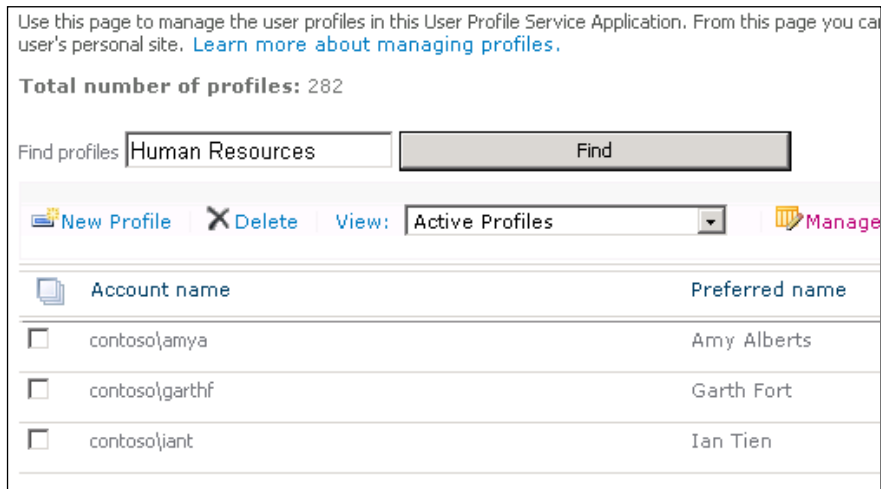 Use this page to manage the user profiles in this User Profile Service Application. From this page you ca
user's personal site. Learn more about managing profiles.
Total number of profiles: 282
Find profiles Human Resources Find
New Profile Delete View: Active Profiles Manage
Account name Preferred name
contoso\amya Amy Alberts
contoso\garthf Garth Fort
contoso\iant Ian Tien